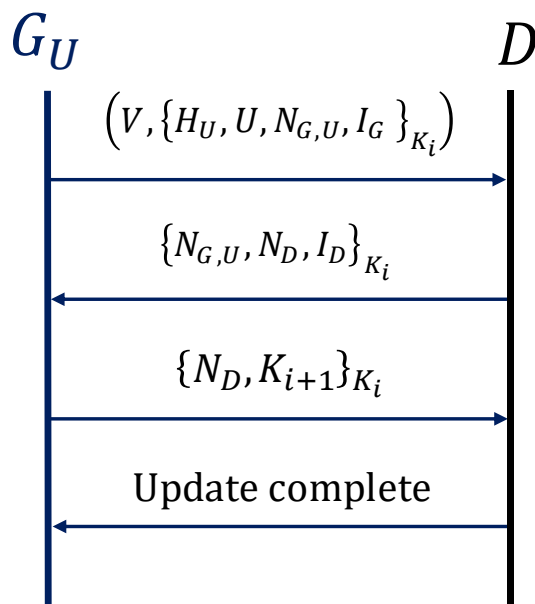 G_U D
(V, {H_U, U, N_{G,U}, I_G }_{K_i})
{N_{G,U}, N_D, I_D}_{K_i}
{N_D, K_{i+1}}_{K_i}
Update complete